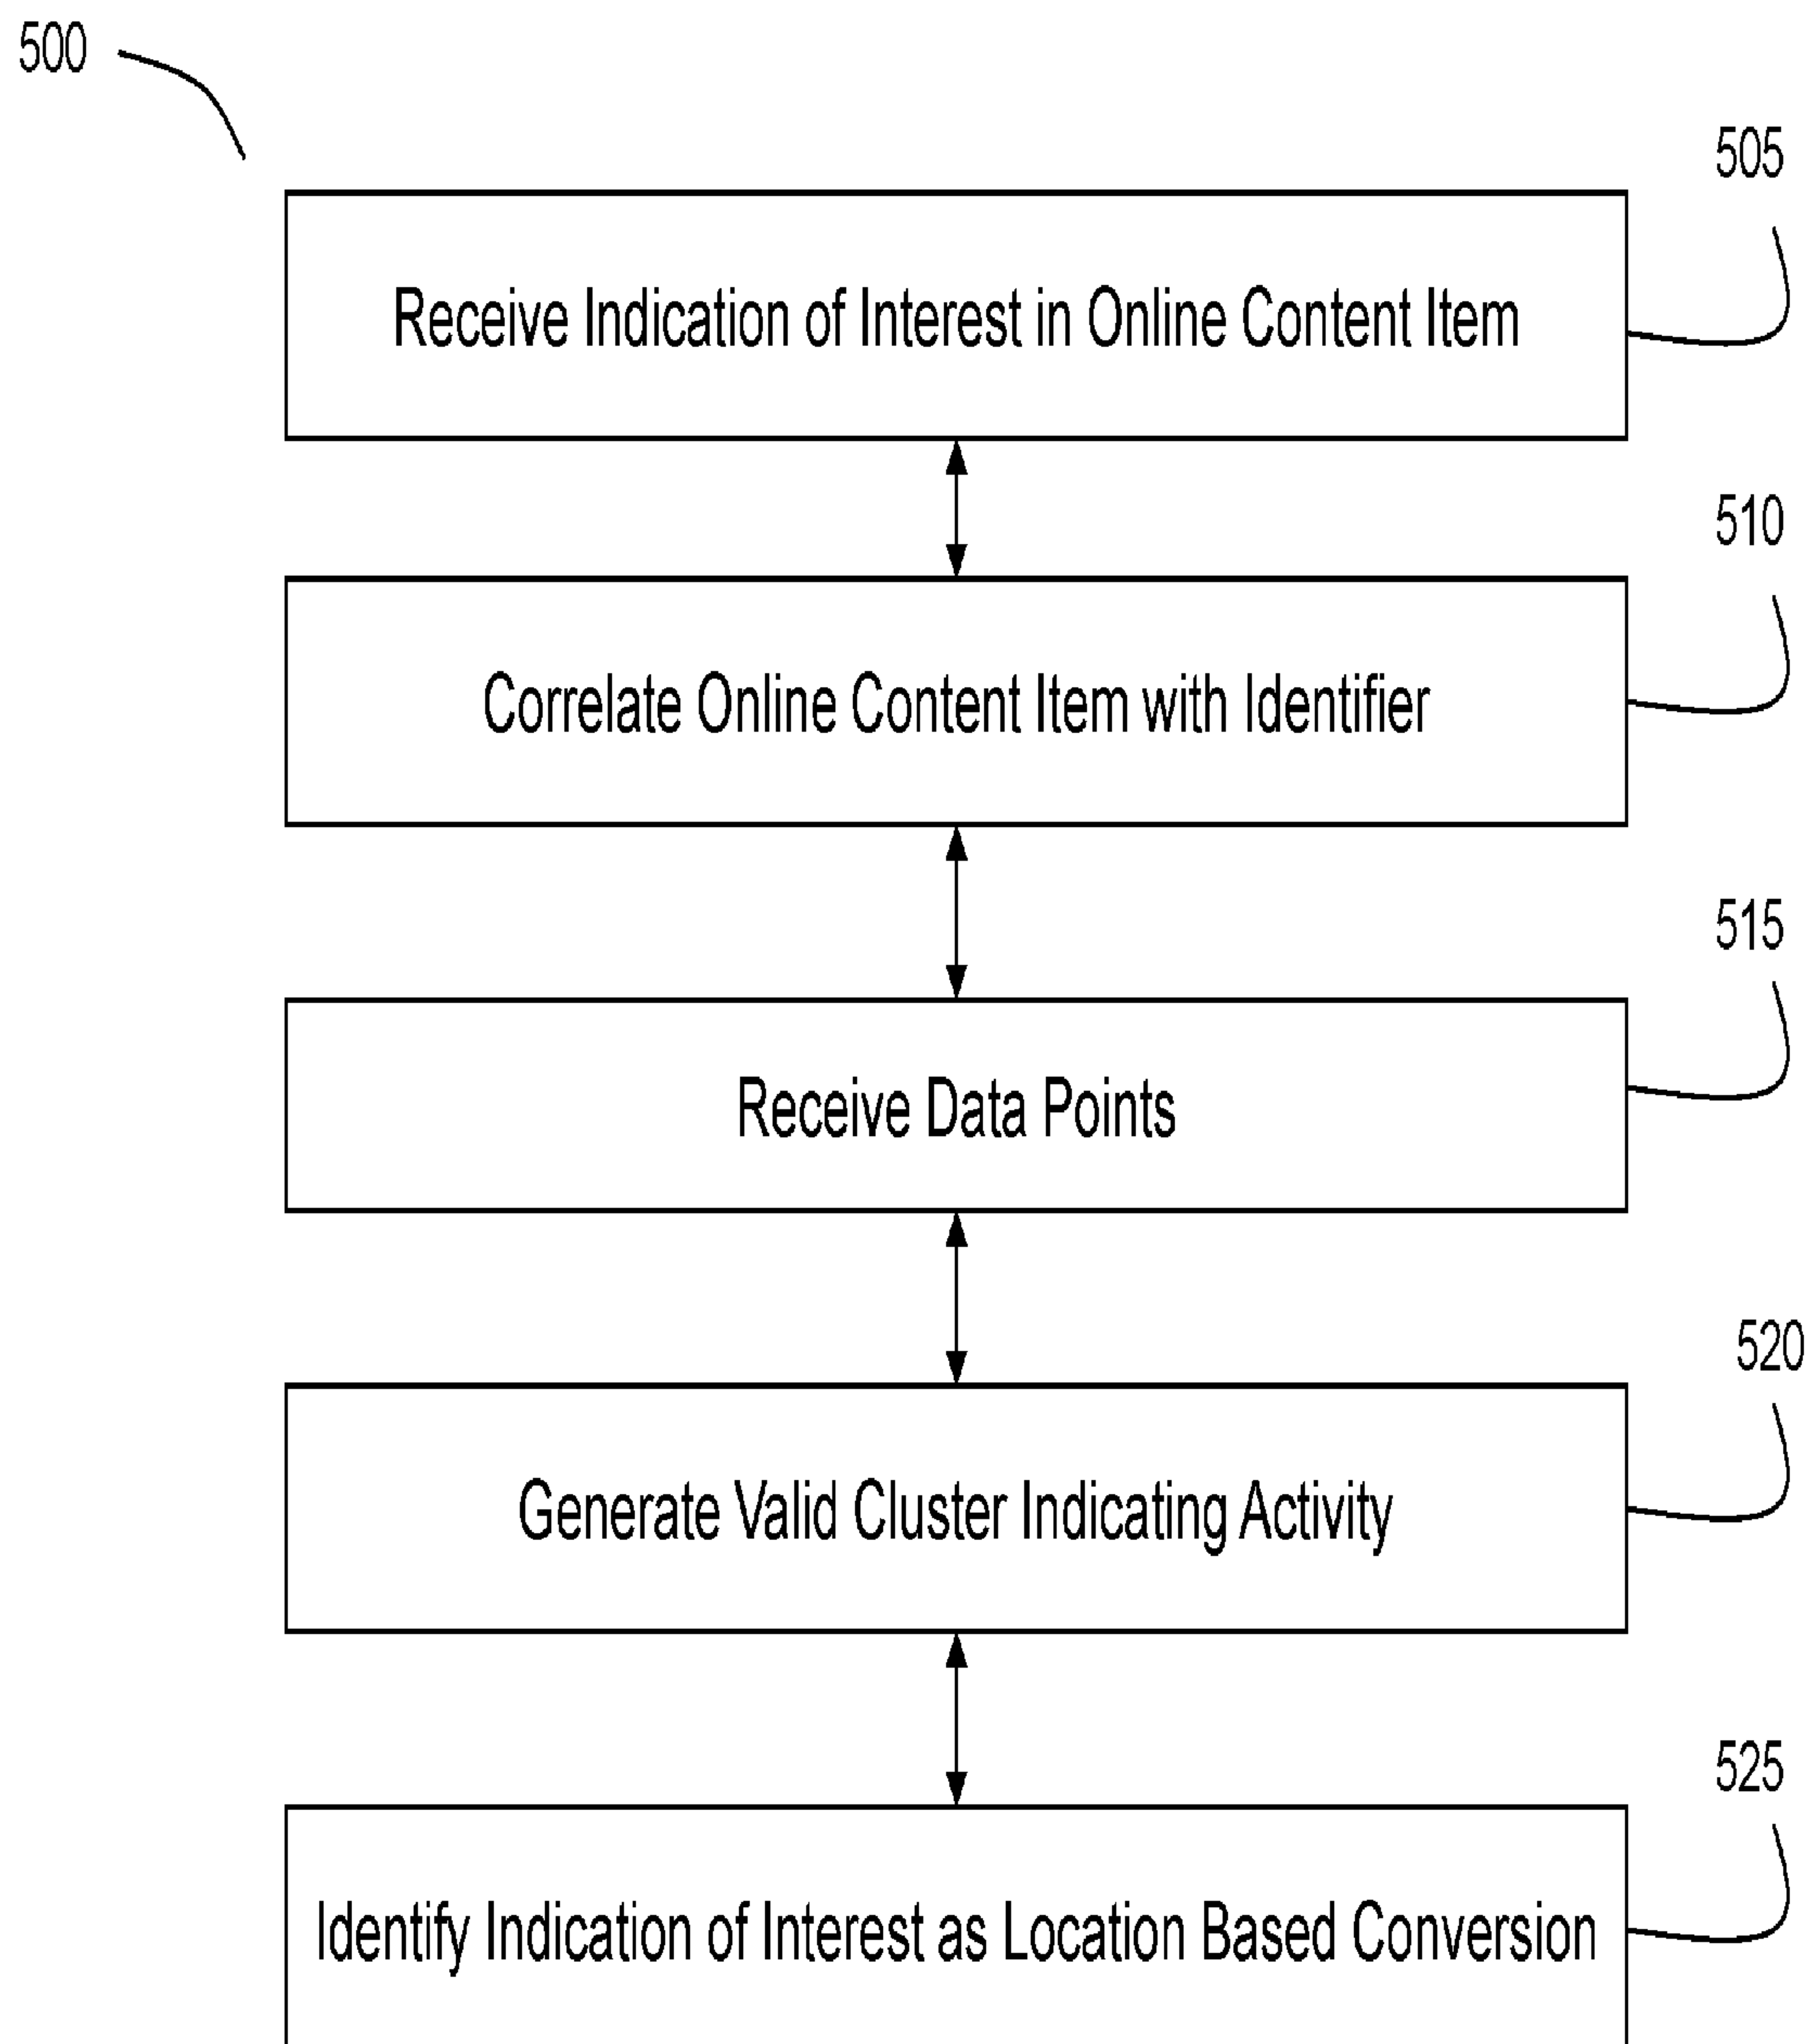 500
505
Receive Indication of Interest in Online Content Item
510
Correlate Online Content Item with Identifier
515
Receive Data Points
520
Generate Valid Cluster Indicating Activity
525
Identify Indication of Interest as Location Based Conversion